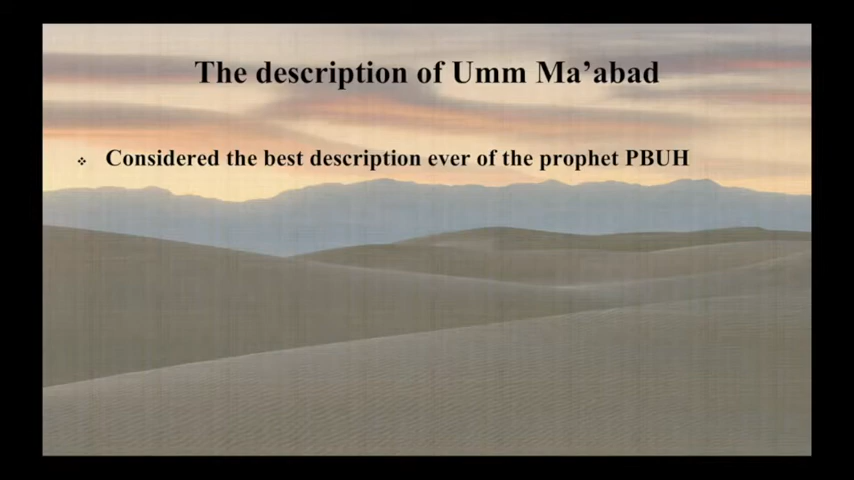 The description of Umm Ma’abad
❖ Considered the best description ever of the prophet PBUH